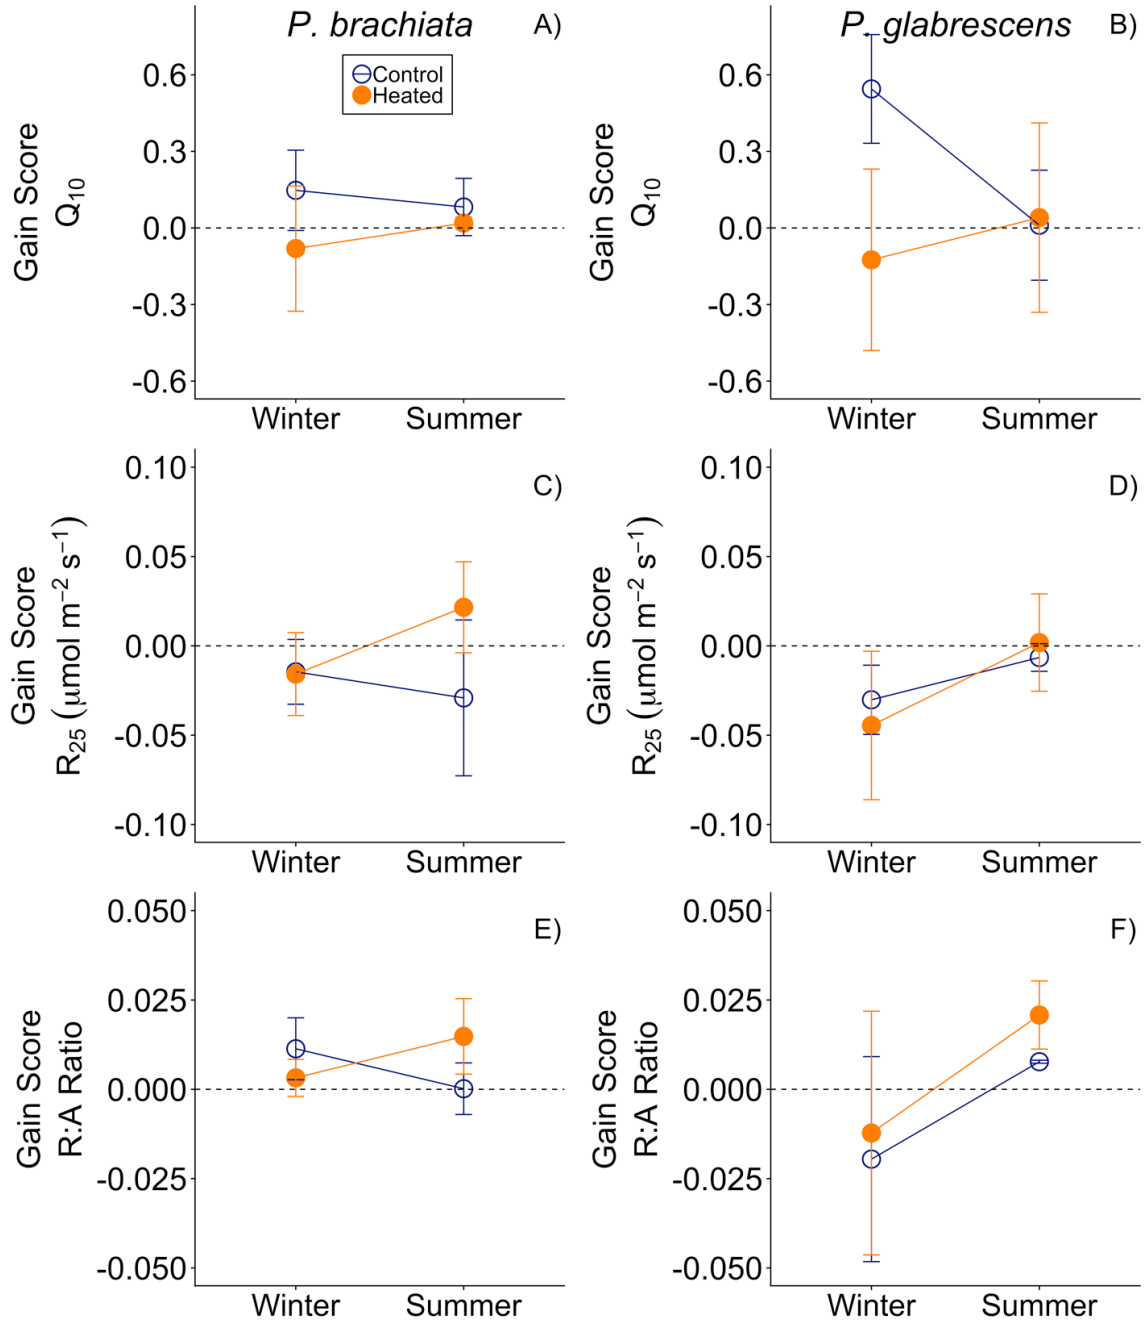 P. brachiata
A)
Control
Heated
Gain Score
Q10
0.6
0.3
0.0
-0.3
-0.6
Winter
Summer
P. glabrescens
B)
Gain Score
Q10
0.6
0.3
0.0
-0.3
-0.6
Winter
Summer
C)
Gain Score
R25 (μmol m−2 s−1)
0.10
0.05
0.00
-0.05
-0.10
Winter
Summer
D)
Gain Score
R25 (μmol m−2 s−1)
0.10
0.05
0.00
-0.05
-0.10
Winter
Summer
E)
Gain Score
R:A Ratio
0.050
0.025
0.000
-0.025
-0.050
Winter
Summer
F)
Gain Score
R:A Ratio
0.050
0.025
0.000
-0.025
-0.050
Winter
Summer